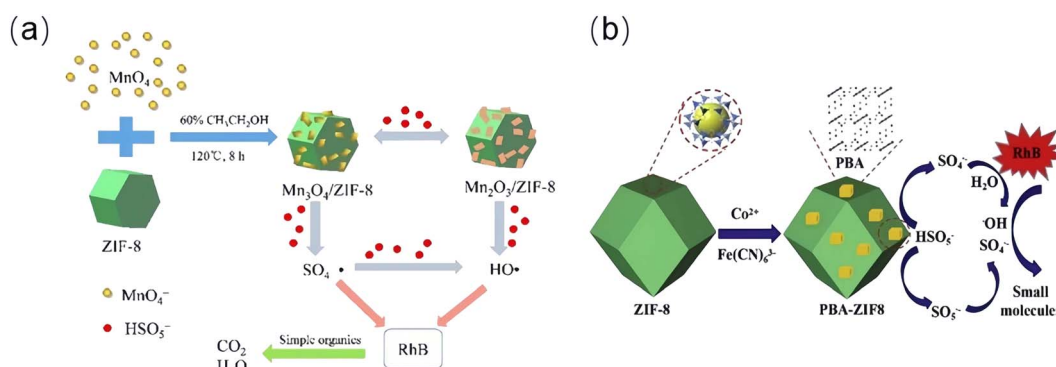 (a)
MnO₄
60% CH₃CH₂OH
120℃, 8 h
ZIF-8
Mn₃O₄/ZIF-8
Mn₂O₃/ZIF-8
SO₄ •
HO•
MnO₄⁻
HSO₅⁻
Simple organics
RhB
CO₂
H₂O
(b)
PBA
SO₄·⁻
RhB
H₂O
Co²⁺
Fe(CN)₆³⁻
HSO₅⁻
·OH
SO₄·⁻
ZIF-8
PBA-ZIF8
SO₅·⁻
Small
molecules